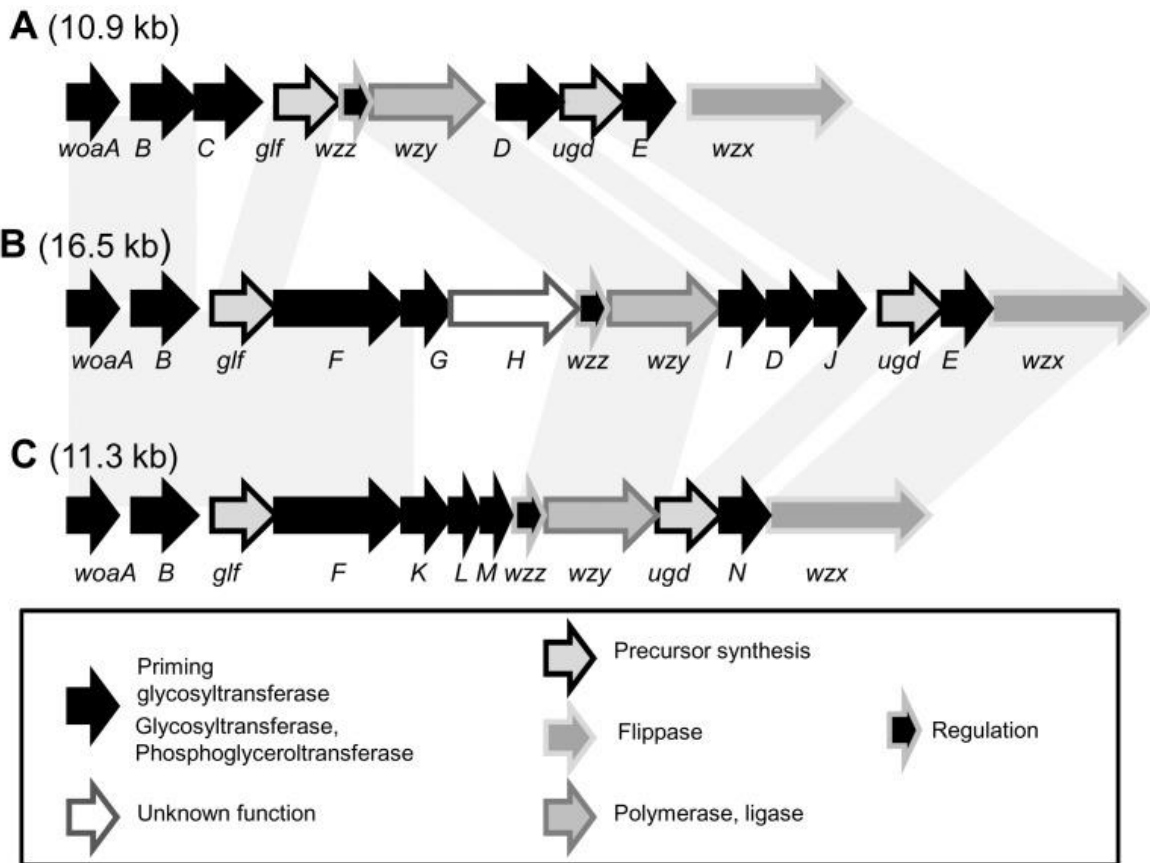 A (10.9 kb)
woaA B C glf wzz wzy D ugd E wzx
B (16.5 kb)
woaA B glf F G H wzz wzy I D J ugd E wzx
C (11.3 kb)
woaA B glf F K L M wzz wzy ugd N wzx
Priming
glycosyltransferase
Glycosyltransferase,
Phosphoglyceroltransferase
Unknown function
Precursor synthesis
Flippase
Polymerase, ligase
Regulation